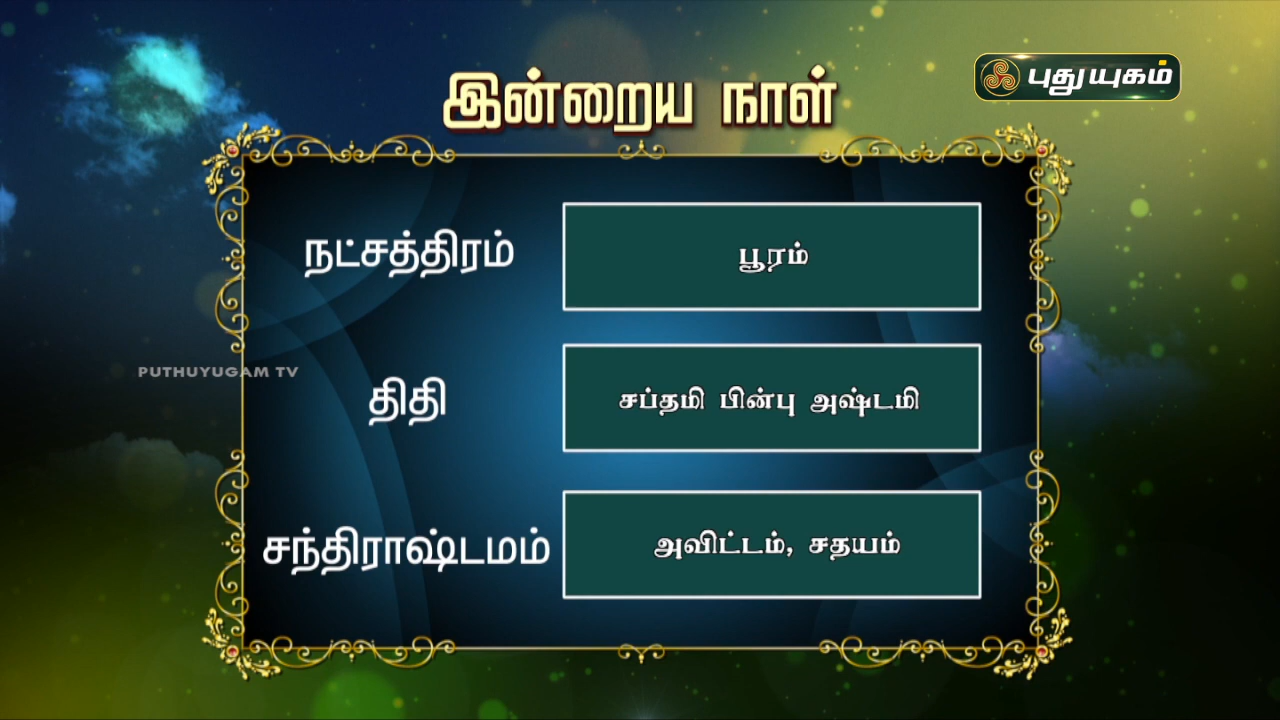 இன்றைய நாள்
புதுயுகம்
நட்சத்திரம்
பூரம்
PUTHUYUGAM TV
திதி
சப்தமி பின்பு அஷ்டமி
சந்திராஷ்டமம்
அவிட்டம், சதயம்